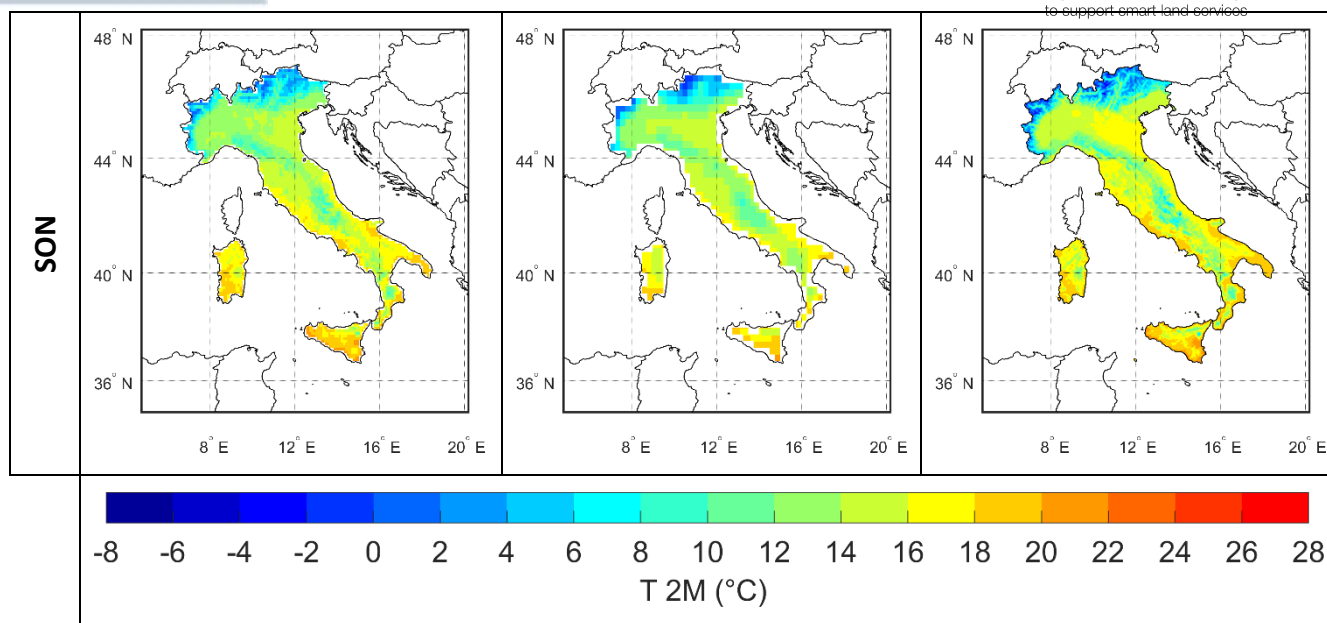 to support smart land services
SON
48° N
44° N
40° N
36° N
8° E 12° E 16° E 20° E
48° N
44° N
40° N
36° N
8° E 12° E 16° E 20° E
48° N
44° N
40° N
36° N
8° E 12° E 16° E 20° E
-8 -6 -4 -2 0 2 4 6 8 10 12 14 16 18 20 22 24 26 28
T 2M (°C)